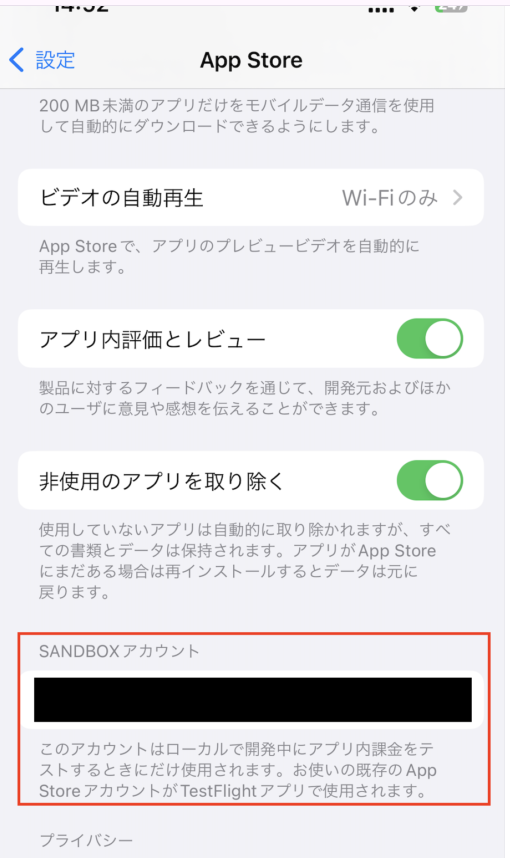 設定
App Store
200 MB未満のアプリだけをモバイルデータ通信を使用
して自動的にダウンロードできるようにします。
ビデオの自動再生 Wi-Fiのみ
App Storeで、アプリのプレビュービデオを自動的に
再生します。
アプリ内評価とレビュー
製品に対するフィードバックを通じて、開発元およびほか
のユーザに意見や感想を伝えることができます。
非使用のアプリを取り除く
使用していないアプリは自動的に取り除かれますが、すべ
ての書類とデータは保持されます。アプリがApp Store
にまだある場合は再インストールするとデータは元に
戻ります。
SANDBOXアカウント
このアカウントはローカルで開発中にアプリ内課金をテ
ストするときにだけ使用されます。お使いの既存のApp
StoreアカウントがTestFlightアプリで使用されます。
プライバシー